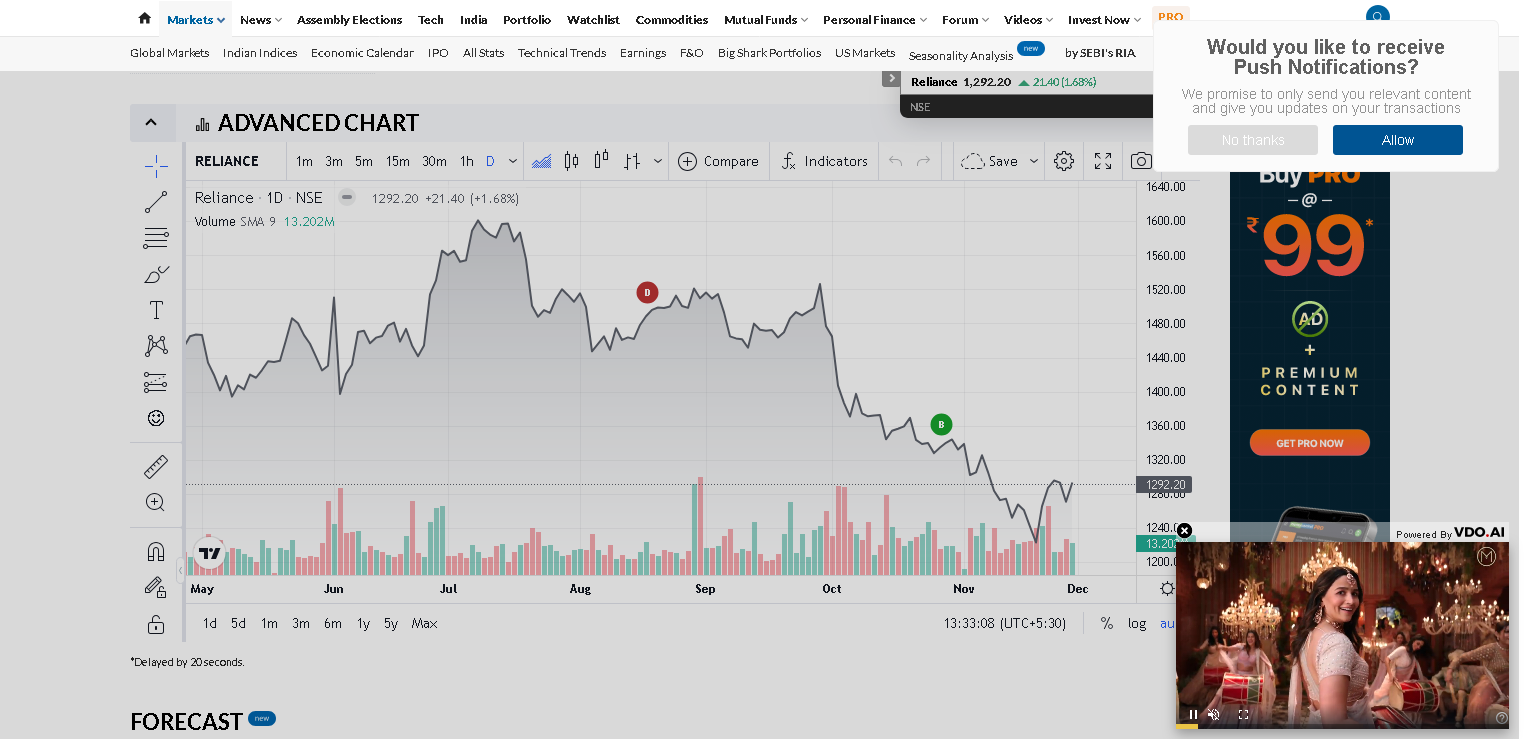 Markets News Assembly Elections Tech India Portfolio Watchlist Commodities Mutual Funds Personal Finance Forum Videos Invest Now PRO
Global Markets Indian Indices Economic Calendar IPO All Stats Technical Trends Earnings F&O Big Shark Portfolios US Markets Seasonality Analysis new by SEBI's RIA
Would you like to receive
Push Notifications?
We promise to only send you relevant content
and give you updates on your transactions
No thanks Allow
Reliance 1,292.20 21.40 (1.68%)
NSE
ADVANCED CHART
RELIANCE 1m 3m 5m 15m 30m 1h D Compare Indicators Save
Reliance · 1D · NSE 1292.20 +21.40 (+1.68%)
Volume SMA 9 13.202M
1640.00
1600.00
1560.00
1520.00
1480.00
1440.00
1400.00
1360.00
1320.00
1292.20
1280.00
1240.
13.202
1200.0
D
B
T
May Jun Jul Aug Sep Oct Nov Dec
1d 5d 1m 3m 6m 1y 5y Max 13:33:08 (UTC+5:30) % log au
*Delayed by 20 seconds.
FORECAST new
Buy PRO
@
₹99*
AD
+
PREMIUM
CONTENT
GET PRO NOW
Powered By VDO.AI
M